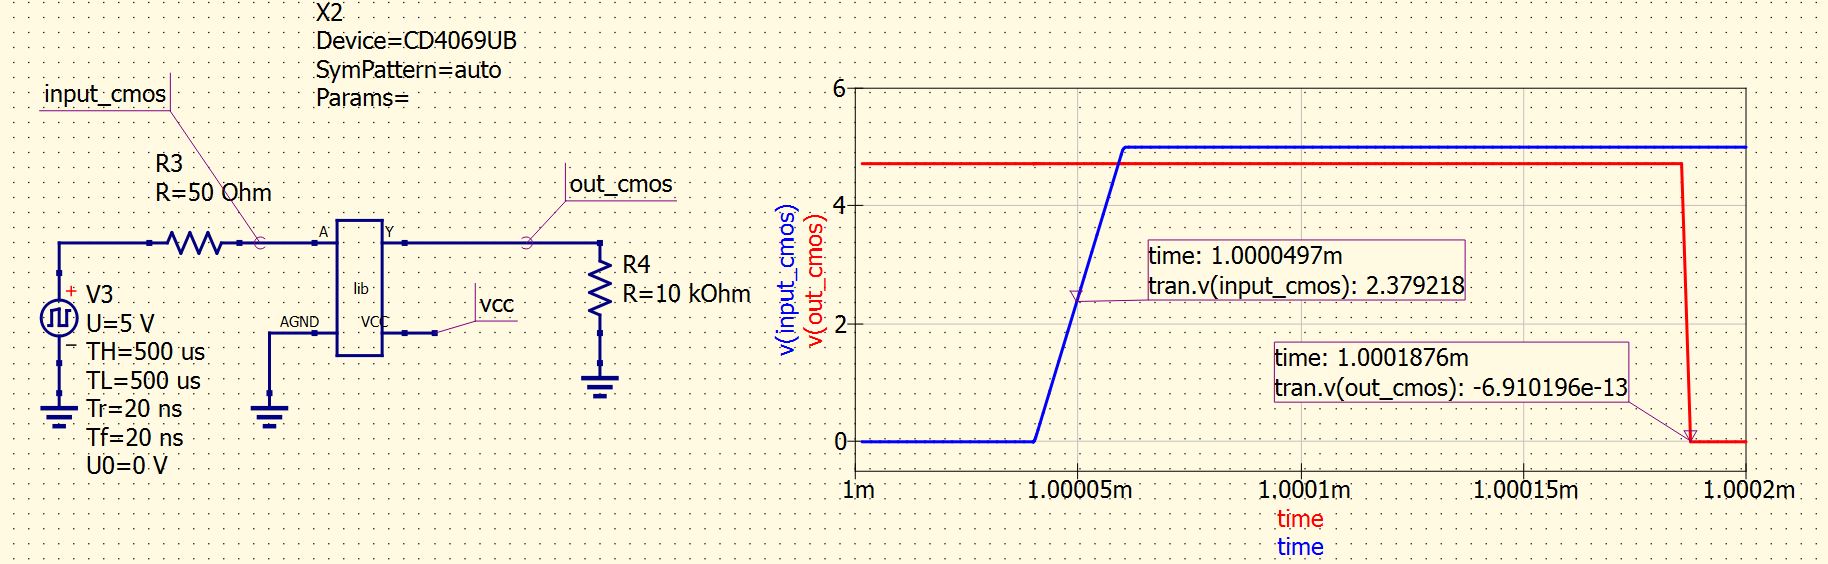 X2
Device=CD4069UB
SymPattern=auto
Params=
input_cmos
R3
R=50 Ohm
out_cmos
A
Y
lib
AGND
VCC
vcc
R4
R=10 kOhm
+
−
V3
U=5 V
TH=500 us
TL=500 us
Tr=20 ns
Tf=20 ns
U0=0 V
v(input_cmos)
v(out_cmos)
6
4
2
0
time: 1.0000497m
tran.v(input_cmos): 2.379218
time: 1.0001876m
tran.v(out_cmos): -6.910196e-13
1m
1.00005m
1.0001m
1.00015m
1.0002m
time
time